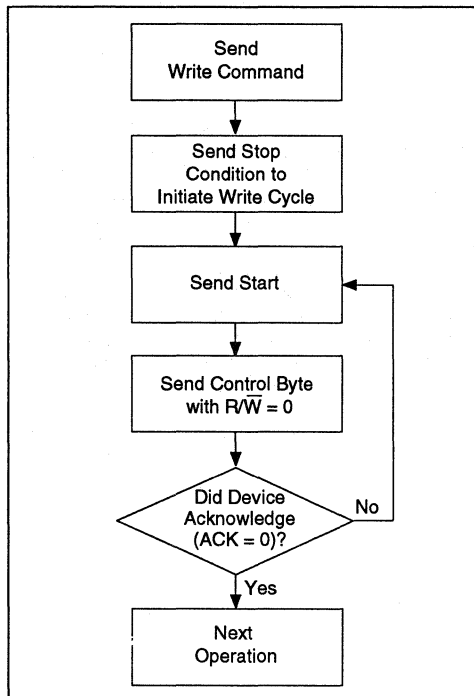 Send
Write Command
Send Stop
Condition to
Initiate Write Cycle
Send Start
Send Control Byte
with R/W̅ = 0
Did Device
Acknowledge
(ACK = 0)?
No
Yes
Next
Operation